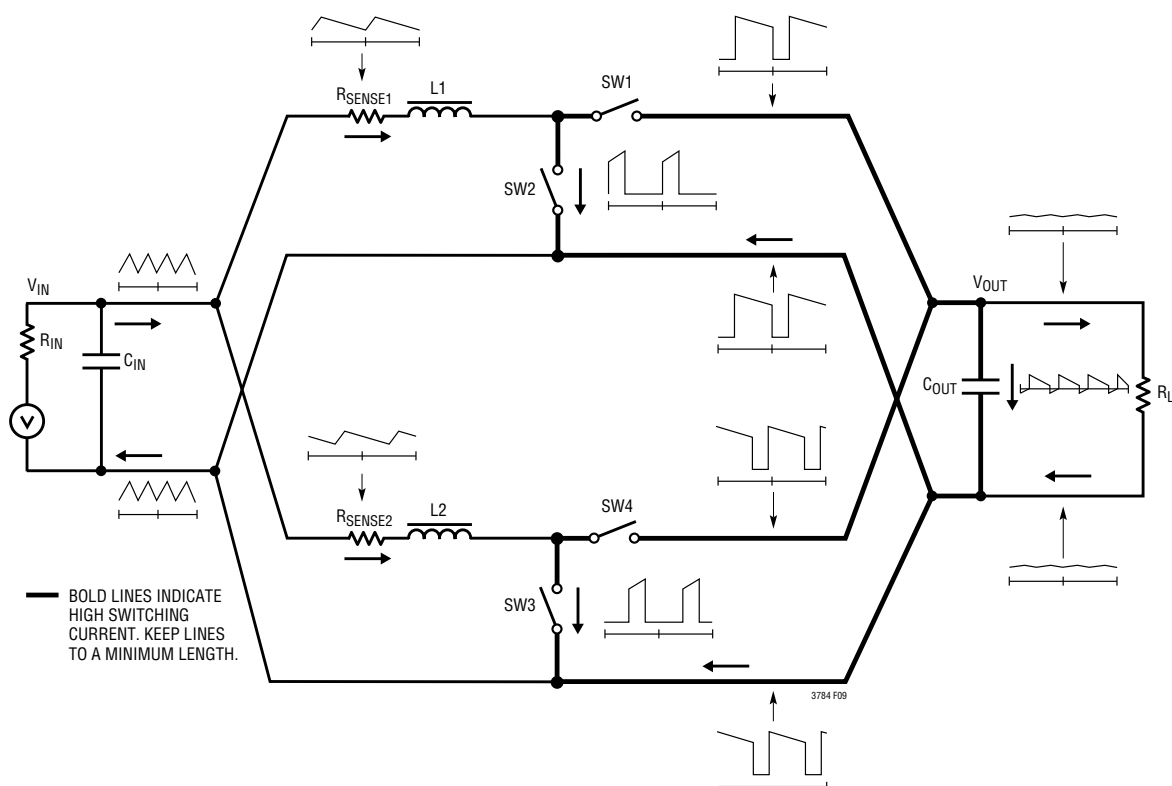 SW1
R_SENSE1
L1
SW2
V_IN
R_IN
C_IN
V
V_OUT
C_OUT
R_L
R_SENSE2
L2
SW4
SW3
BOLD LINES INDICATE
HIGH SWITCHING
CURRENT. KEEP LINES
TO A MINIMUM LENGTH.
3784 F09